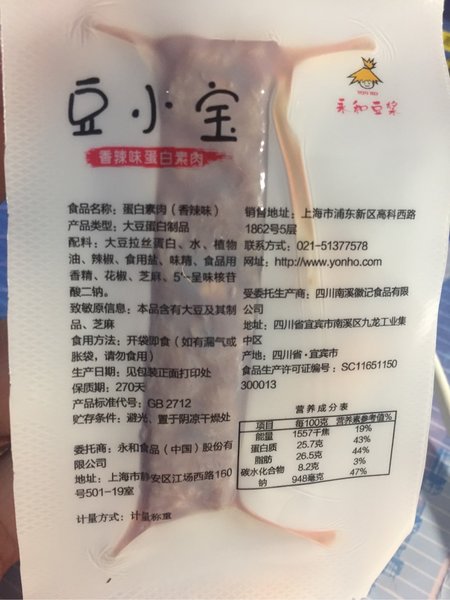 豆小宝
香辣味蛋白素肉
YON HO
永和豆浆
食品名称：蛋白素肉（香辣味）
产品类型：大豆蛋白制品
配料：大豆拉丝蛋白、水、植物
油、辣椒、食用盐、味精、食品用
香精、花椒、芝麻、5'-呈味核苷
酸二钠。
致敏原信息：本品含有大豆及其制
品、芝麻
食用方法：开袋即食（如有漏气或
胀袋，请勿食用）
生产日期：见包装正面打印处
保质期：270天
产品标准代号：GB 2712
贮存条件：避光、置于阴凉干燥处
委托商：永和食品（中国）股份有
限公司
地址：上海市静安区江场西路160
号501-19室
计量方式：计量称重
销售地址：上海市浦东新区高科西路
1862号5层
联系方式：021-51377578
网址：http://www.yonho.com
受委托生产商：四川南溪徽记食品有限
公司
地址：四川省宜宾市南溪区九龙工业集
中区
产地：四川省·宜宾市
食品生产许可证编号：SC11651150
300013
营养成分表
项目 每100克 营养素参考值%
能量 1557千焦 19%
蛋白质 25.7克 43%
脂肪 26.5克 44%
碳水化合物 8.2克 3%
钠 948毫克 47%